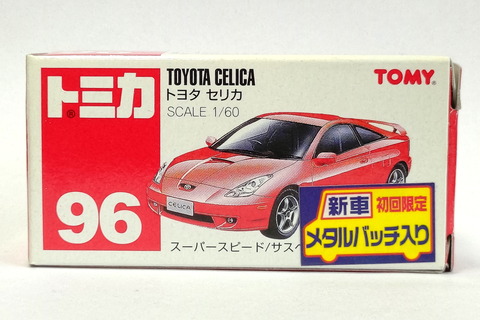 トミカ®
96
TOYOTA CELICA
トヨタ セリカ
SCALE 1/60
TOMY
CELICA
スーパースピード/サスペ
新車 初回限定
メタルバッチ入り